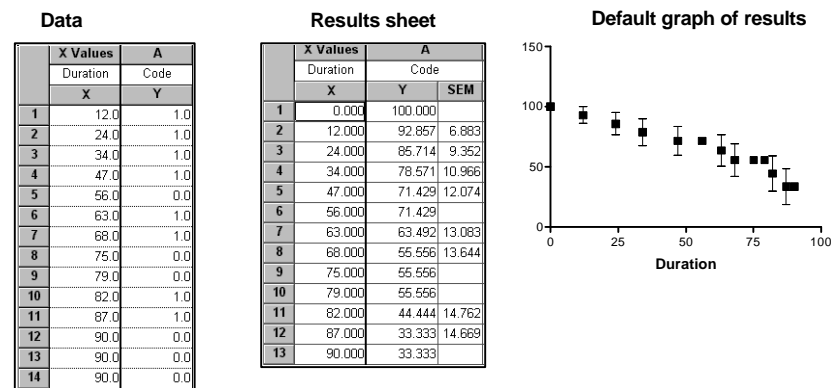 Data
X Values A
Duration Code
X Y
1 12.0 1.0
2 24.0 1.0
3 34.0 1.0
4 47.0 1.0
5 56.0 0.0
6 63.0 1.0
7 68.0 1.0
8 75.0 0.0
9 79.0 0.0
10 82.0 1.0
11 87.0 1.0
12 90.0 0.0
13 90.0 0.0
14 90.0 0.0
Results sheet
X Values A
Duration Code
X Y SEM
1 0.000 100.000
2 12.000 92.857 6.883
3 24.000 85.714 9.352
4 34.000 78.571 10.966
5 47.000 71.429 12.074
6 56.000 71.429
7 63.000 63.492 13.083
8 68.000 55.556 13.644
9 75.000 55.556
10 79.000 55.556
11 82.000 44.444 14.762
12 87.000 33.333 14.669
13 90.000 33.333
Default graph of results
150
100
50
0
0 25 50 75 100
Duration